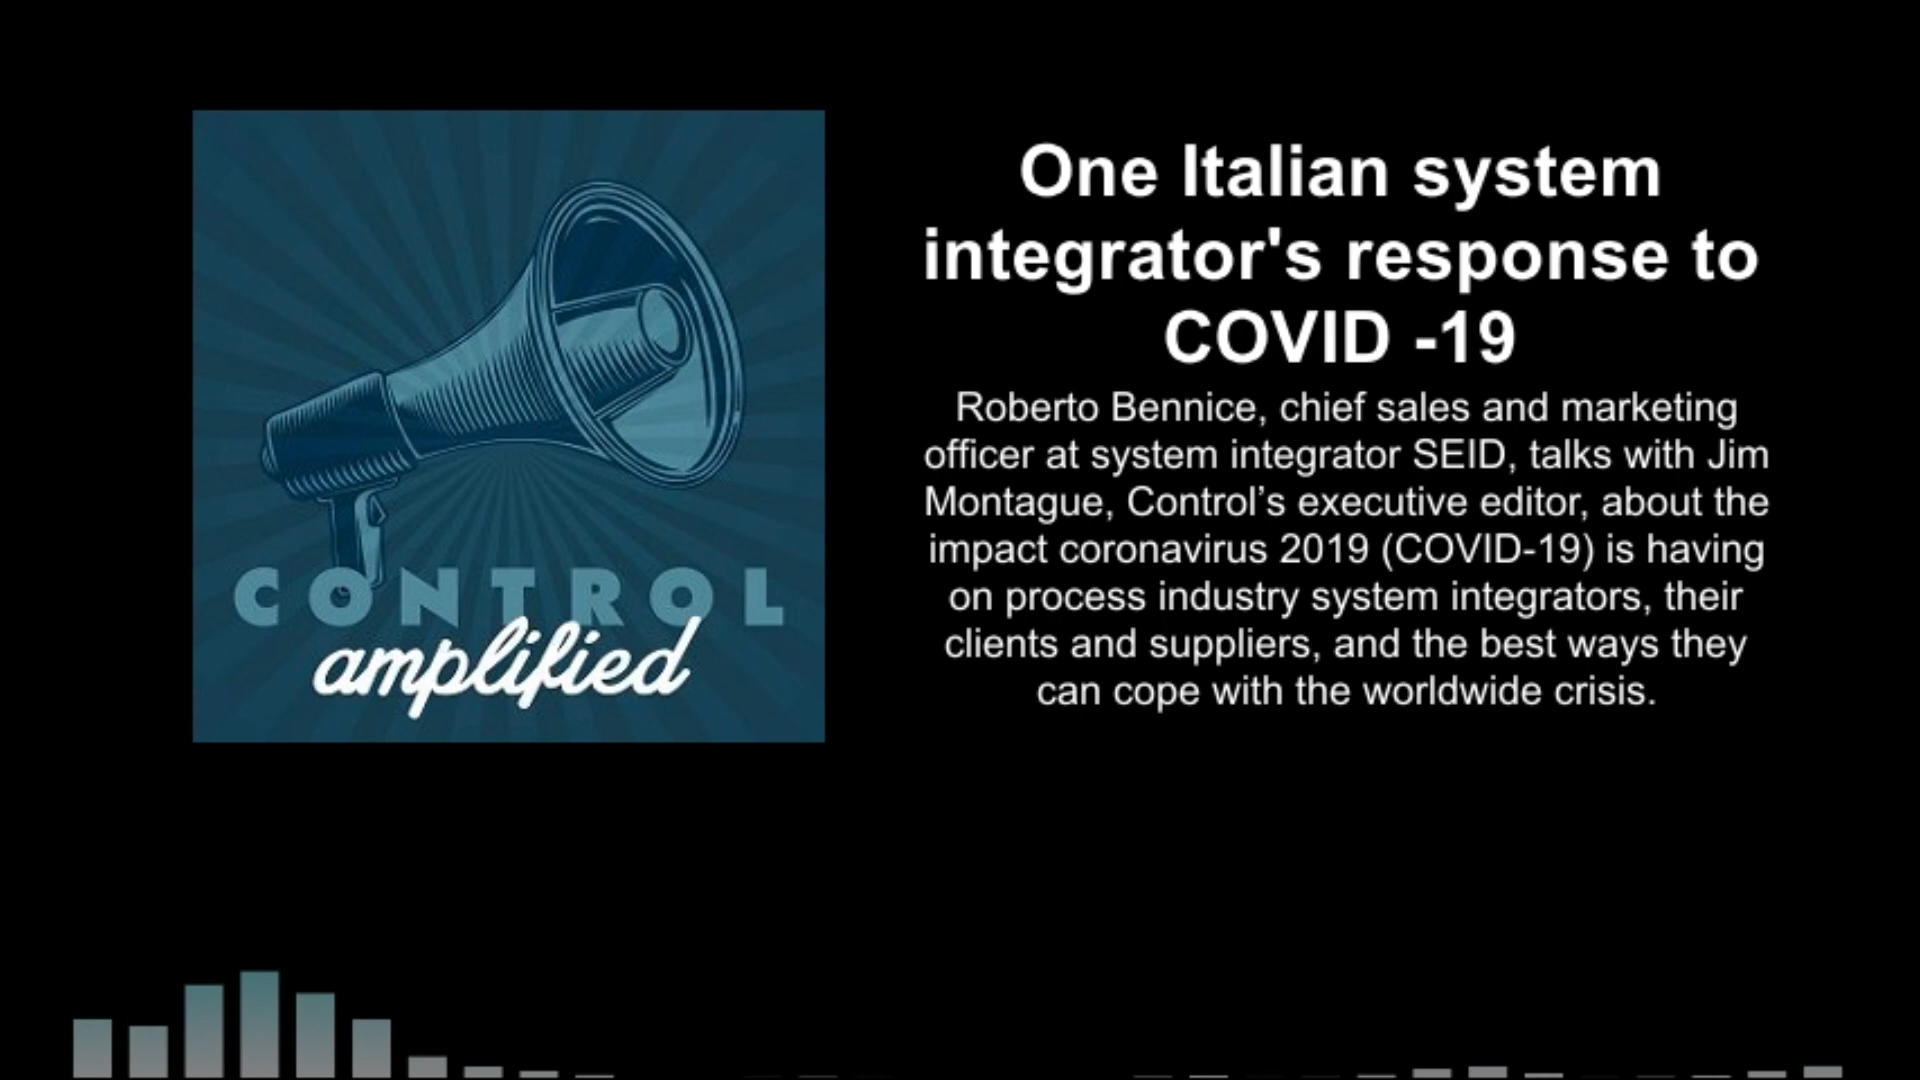 CONTROL
amplified
One Italian system
integrator's response to
COVID -19
Roberto Bennice, chief sales and marketing
officer at system integrator SEID, talks with Jim
Montague, Control’s executive editor, about the
impact coronavirus 2019 (COVID-19) is having
on process industry system integrators, their
clients and suppliers, and the best ways they
can cope with the worldwide crisis.